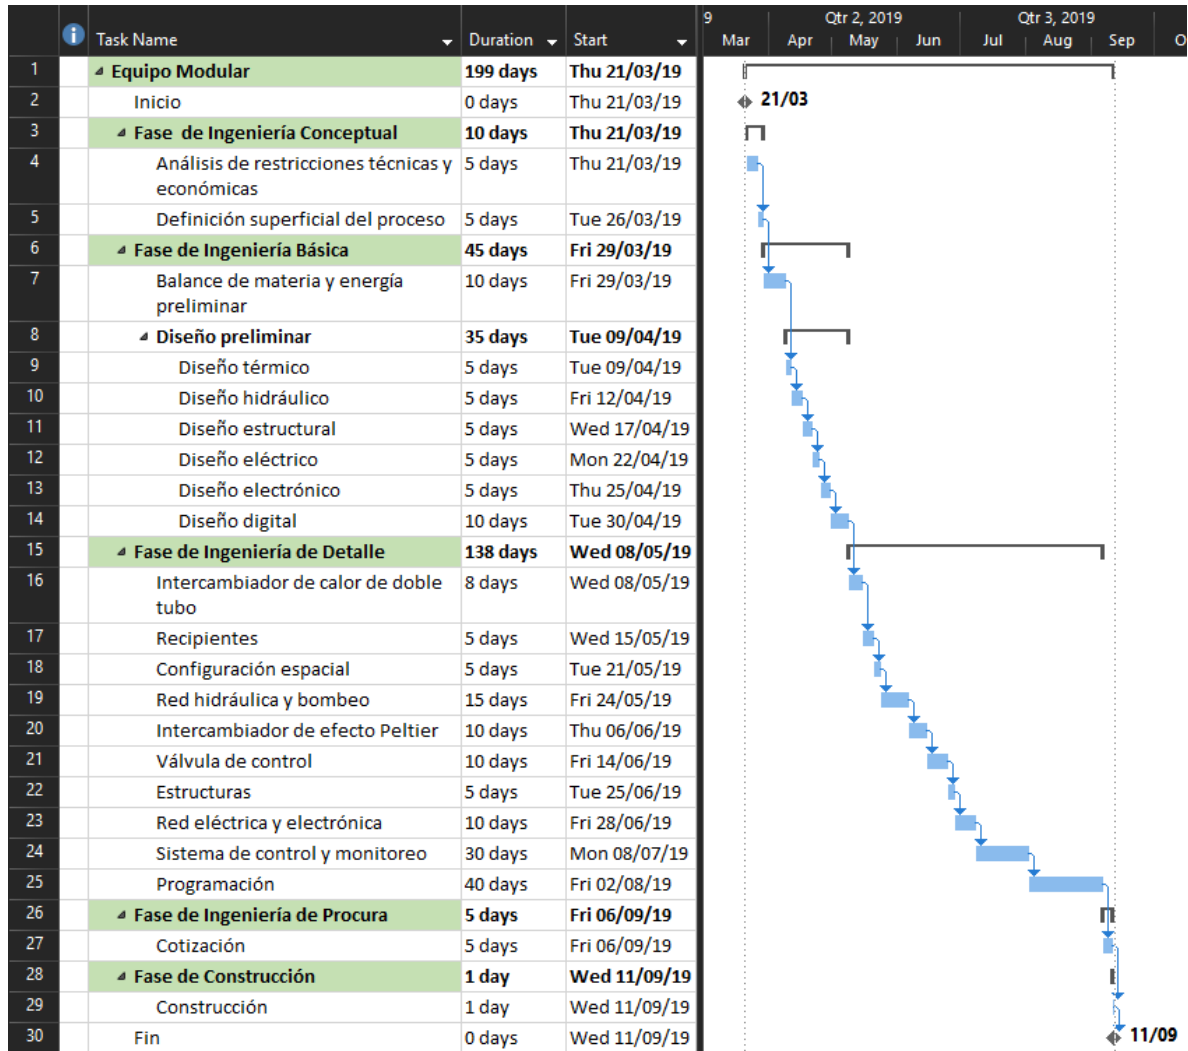 9 Qtr 2, 2019 Qtr 3, 2019
Task Name Duration Start Mar Apr May Jun Jul Aug Sep O
1 Equipo Modular 199 days Thu 21/03/19
2 Inicio 0 days Thu 21/03/19 21/03
3 Fase de Ingeniería Conceptual 10 days Thu 21/03/19
4 Análisis de restricciones técnicas y 5 days Thu 21/03/19
económicas
5 Definición superficial del proceso 5 days Tue 26/03/19
6 Fase de Ingeniería Básica 45 days Fri 29/03/19
7 Balance de materia y energía 10 days Fri 29/03/19
preliminar
8 Diseño preliminar 35 days Tue 09/04/19
9 Diseño térmico 5 days Tue 09/04/19
10 Diseño hidráulico 5 days Fri 12/04/19
11 Diseño estructural 5 days Wed 17/04/19
12 Diseño eléctrico 5 days Mon 22/04/19
13 Diseño electrónico 5 days Thu 25/04/19
14 Diseño digital 10 days Tue 30/04/19
15 Fase de Ingeniería de Detalle 138 days Wed 08/05/19
16 Intercambiador de calor de doble 8 days Wed 08/05/19
tubo
17 Recipientes 5 days Wed 15/05/19
18 Configuración espacial 5 days Tue 21/05/19
19 Red hidráulica y bombeo 15 days Fri 24/05/19
20 Intercambiador de efecto Peltier 10 days Thu 06/06/19
21 Válvula de control 10 days Fri 14/06/19
22 Estructuras 5 days Tue 25/06/19
23 Red eléctrica y electrónica 10 days Fri 28/06/19
24 Sistema de control y monitoreo 30 days Mon 08/07/19
25 Programación 40 days Fri 02/08/19
26 Fase de Ingeniería de Procura 5 days Fri 06/09/19
27 Cotización 5 days Fri 06/09/19
28 Fase de Construcción 1 day Wed 11/09/19
29 Construcción 1 day Wed 11/09/19
30 Fin 0 days Wed 11/09/19 11/09